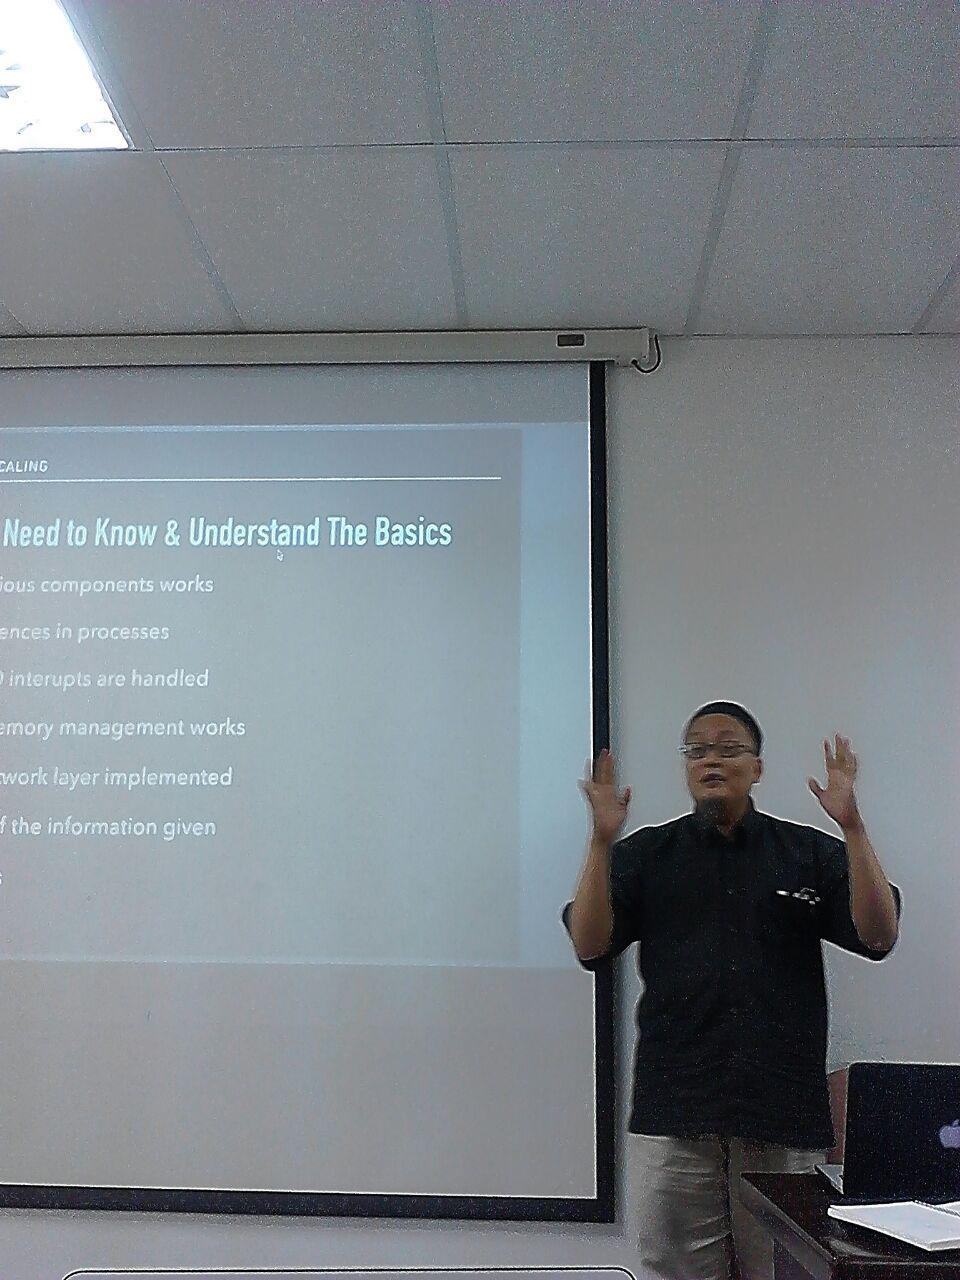 CALING
Need to Know & Understand The Basics
ious components works
ences in processes
interupts are handled
emory management works
twork layer implemented
f the information given
s